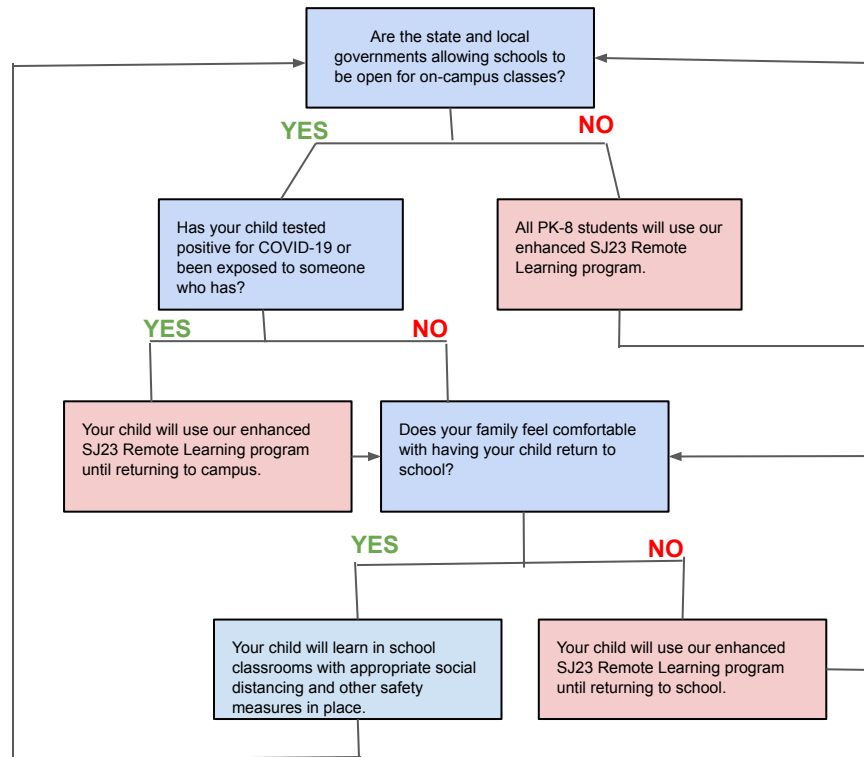 Are the state and local
governments allowing schools to
be open for on-campus classes?
YES
NO
Has your child tested
positive for COVID-19 or
been exposed to someone
who has?
All PK-8 students will use our
enhanced SJ23 Remote
Learning program.
YES
NO
Your child will use our enhanced
SJ23 Remote Learning program
until returning to campus.
Does your family feel comfortable
with having your child return to
school?
YES
NO
Your child will learn in school
classrooms with appropriate social
distancing and other safety
measures in place.
Your child will use our enhanced
SJ23 Remote Learning program
until returning to school.